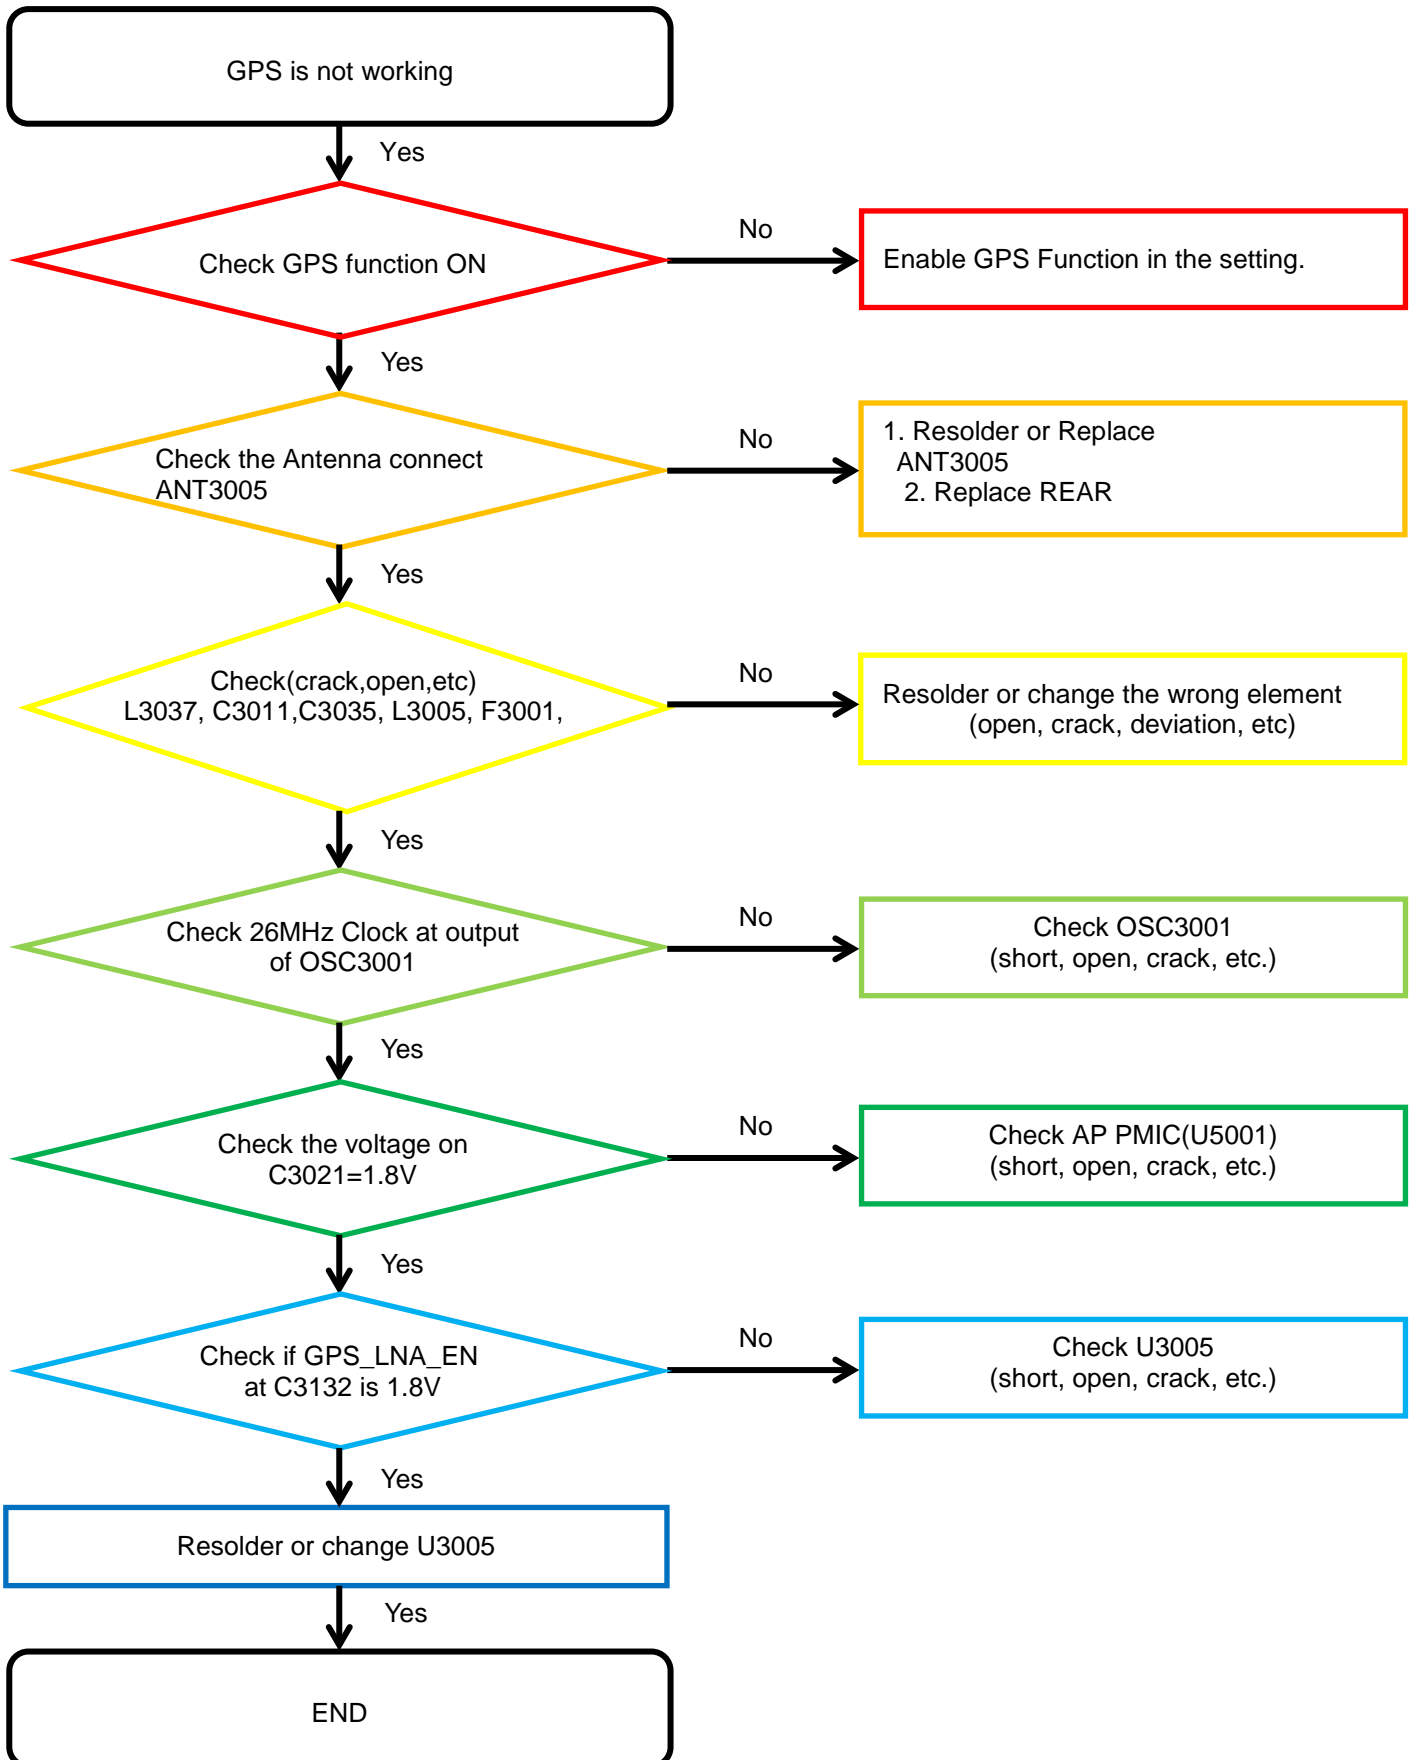 GPS is not working
Yes
Check GPS function ON
No
Enable GPS Function in the setting.
Yes
Check the Antenna connect
ANT3005
No
1. Resolder or Replace
ANT3005
2. Replace REAR
Yes
Check(crack,open,etc)
L3037, C3011,C3035, L3005, F3001,
No
Resolder or change the wrong element
(open, crack, deviation, etc)
Yes
Check 26MHz Clock at output
of OSC3001
No
Check OSC3001
(short, open, crack, etc.)
Yes
Check the voltage on
C3021=1.8V
No
Check AP PMIC(U5001)
(short, open, crack, etc.)
Yes
Check if GPS_LNA_EN
at C3132 is 1.8V
No
Check U3005
(short, open, crack, etc.)
Yes
Resolder or change U3005
Yes
END